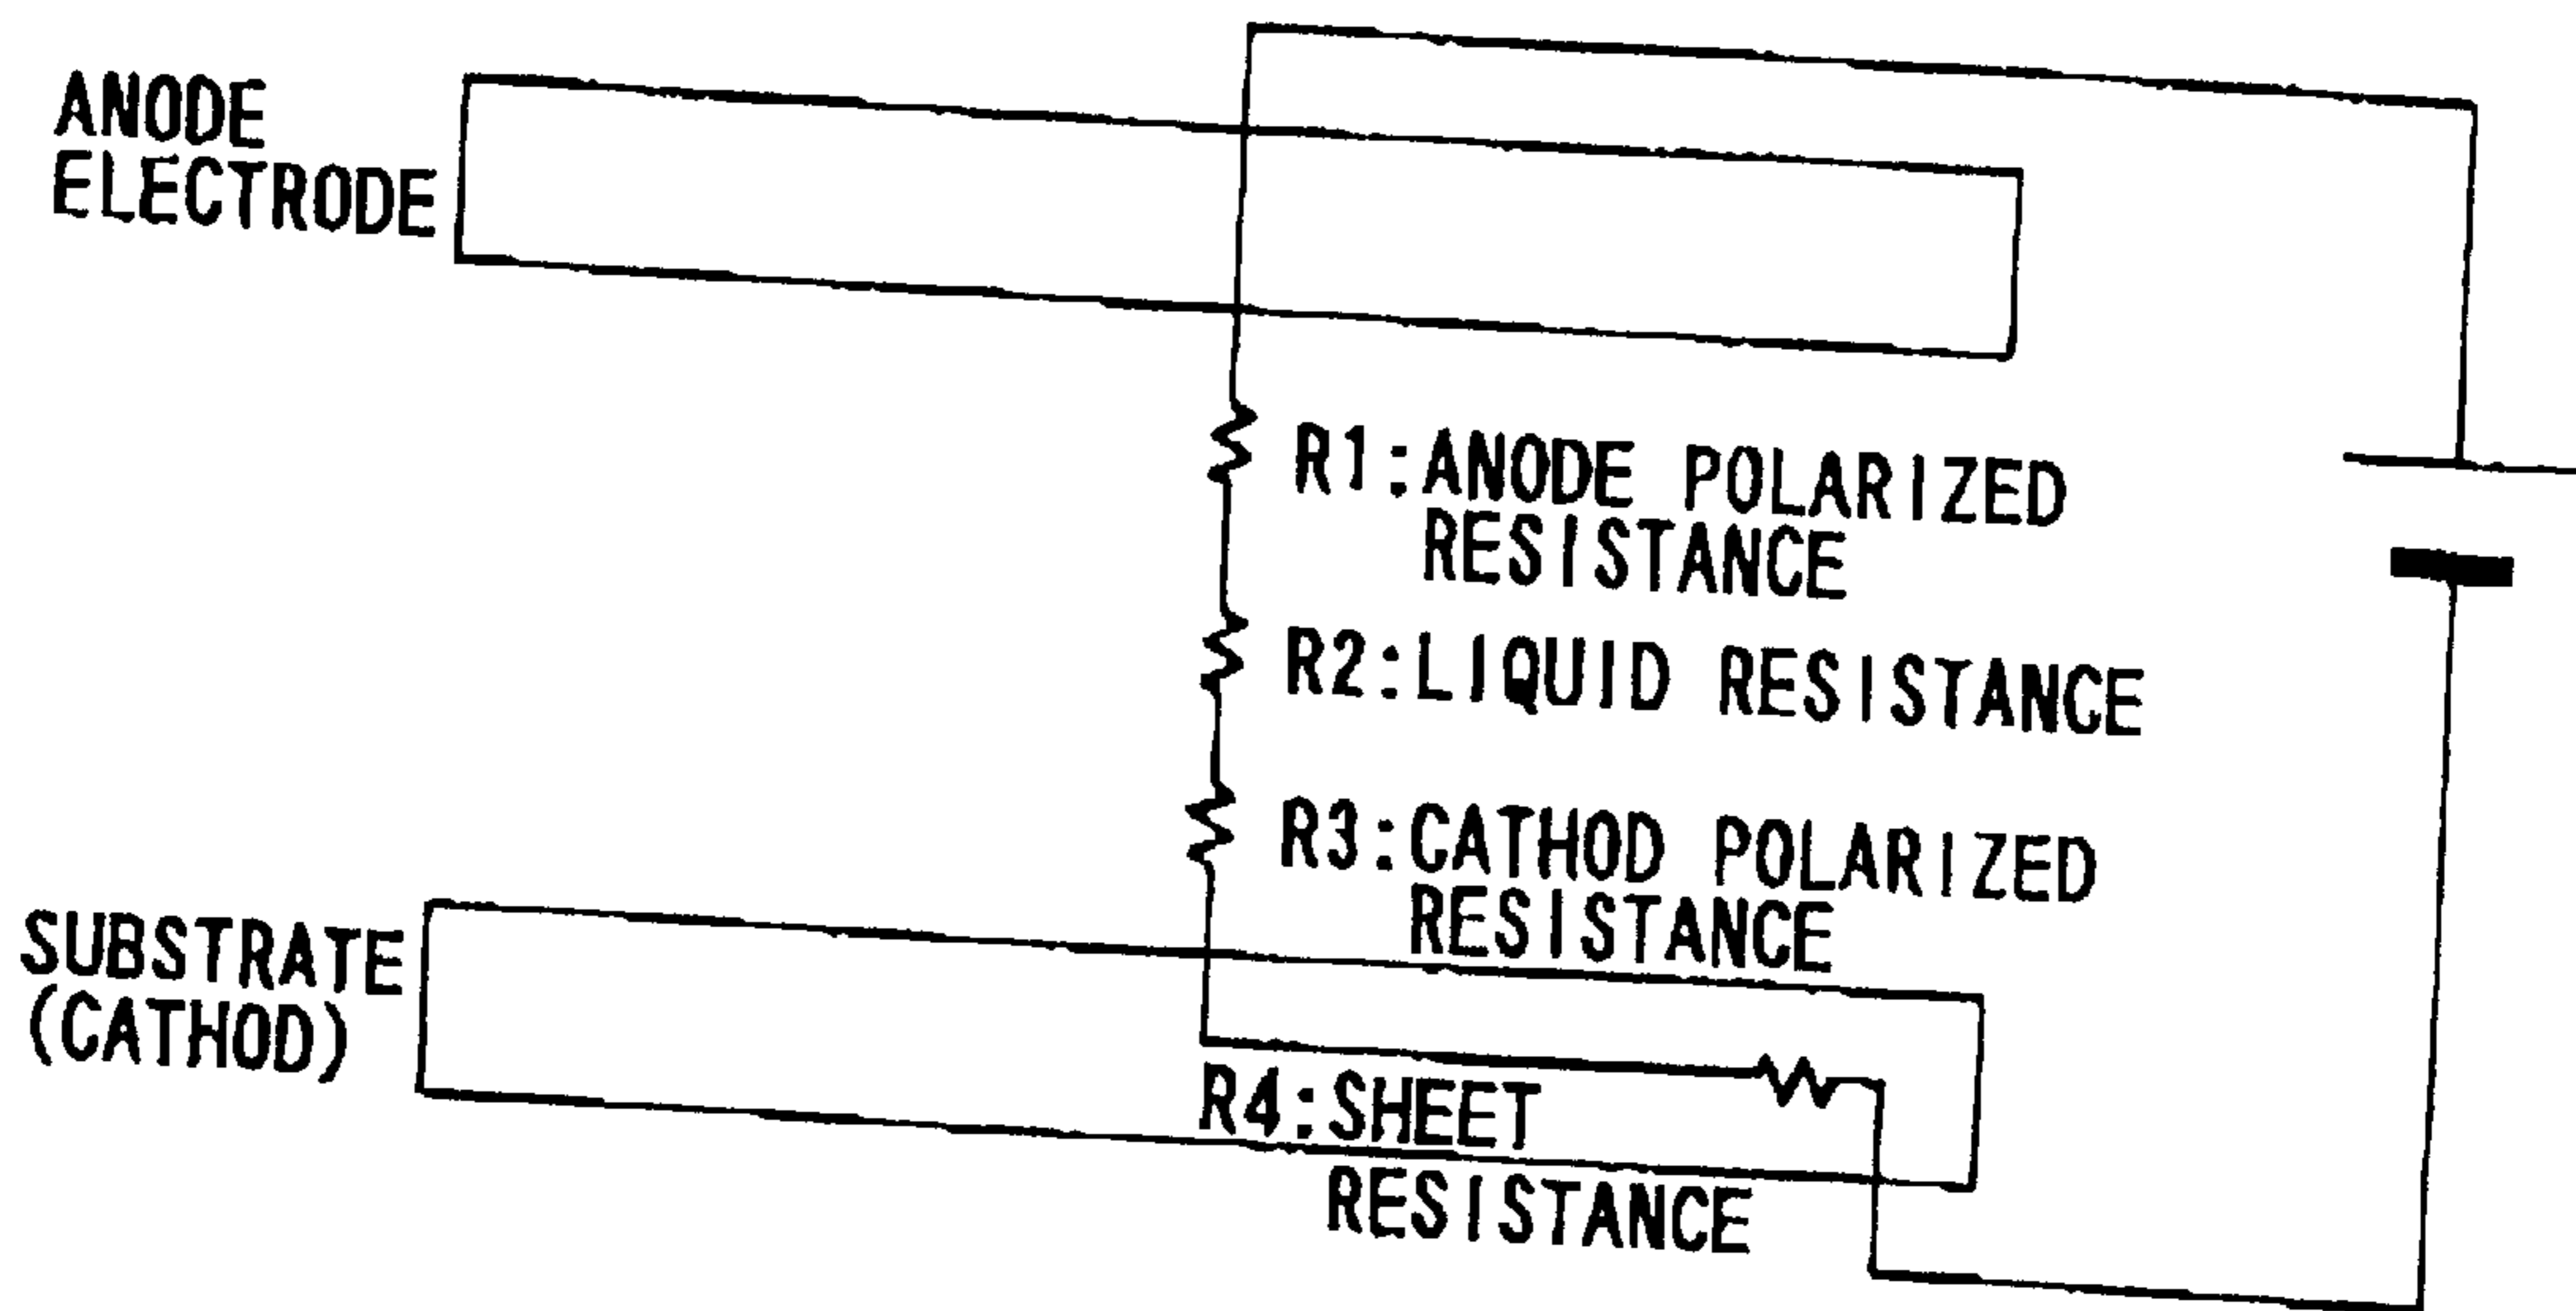 ANODE
ELECTRODE
R1:ANODE POLARIZED
RESISTANCE
R2:LIQUID RESISTANCE
R3:CATHOD POLARIZED
RESISTANCE
SUBSTRATE
(CATHOD)
R4:SHEET
RESISTANCE